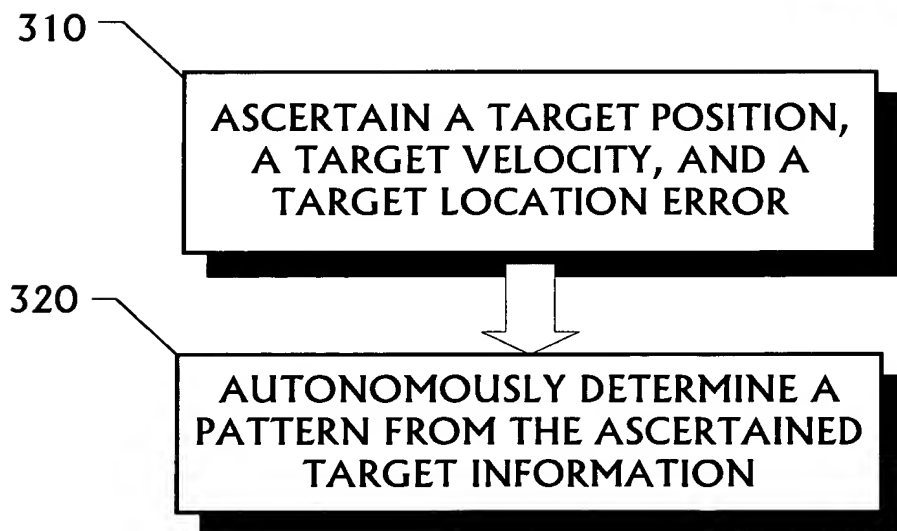 310
ASCERTAIN A TARGET POSITION,
A TARGET VELOCITY, AND A
TARGET LOCATION ERROR
320
AUTONOMOUSLY DETERMINE A
PATTERN FROM THE ASCERTAINED
TARGET INFORMATION